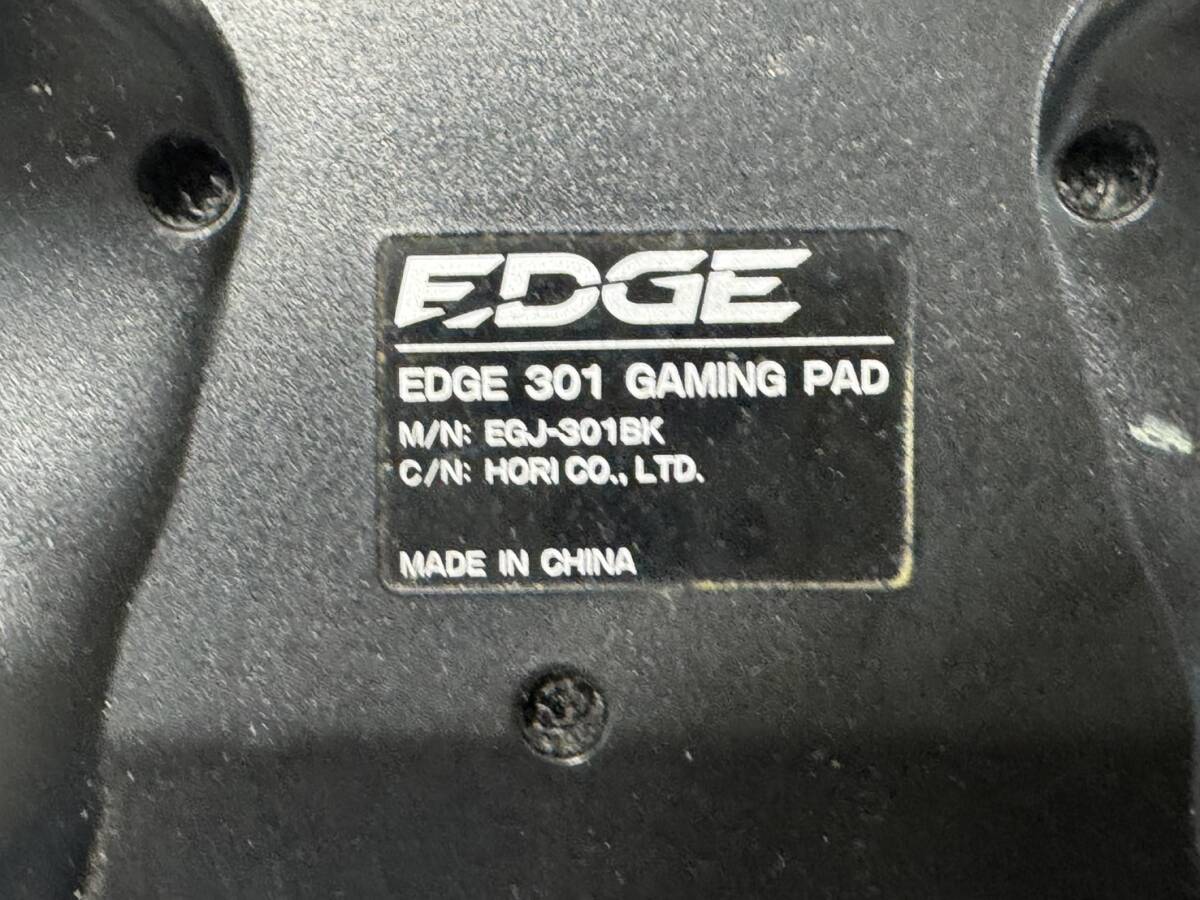 EDGE
EDGE 301 GAMING PAD
M/N: EGJ-301BK
C/N: HORI CO., LTD.
MADE IN CHINA